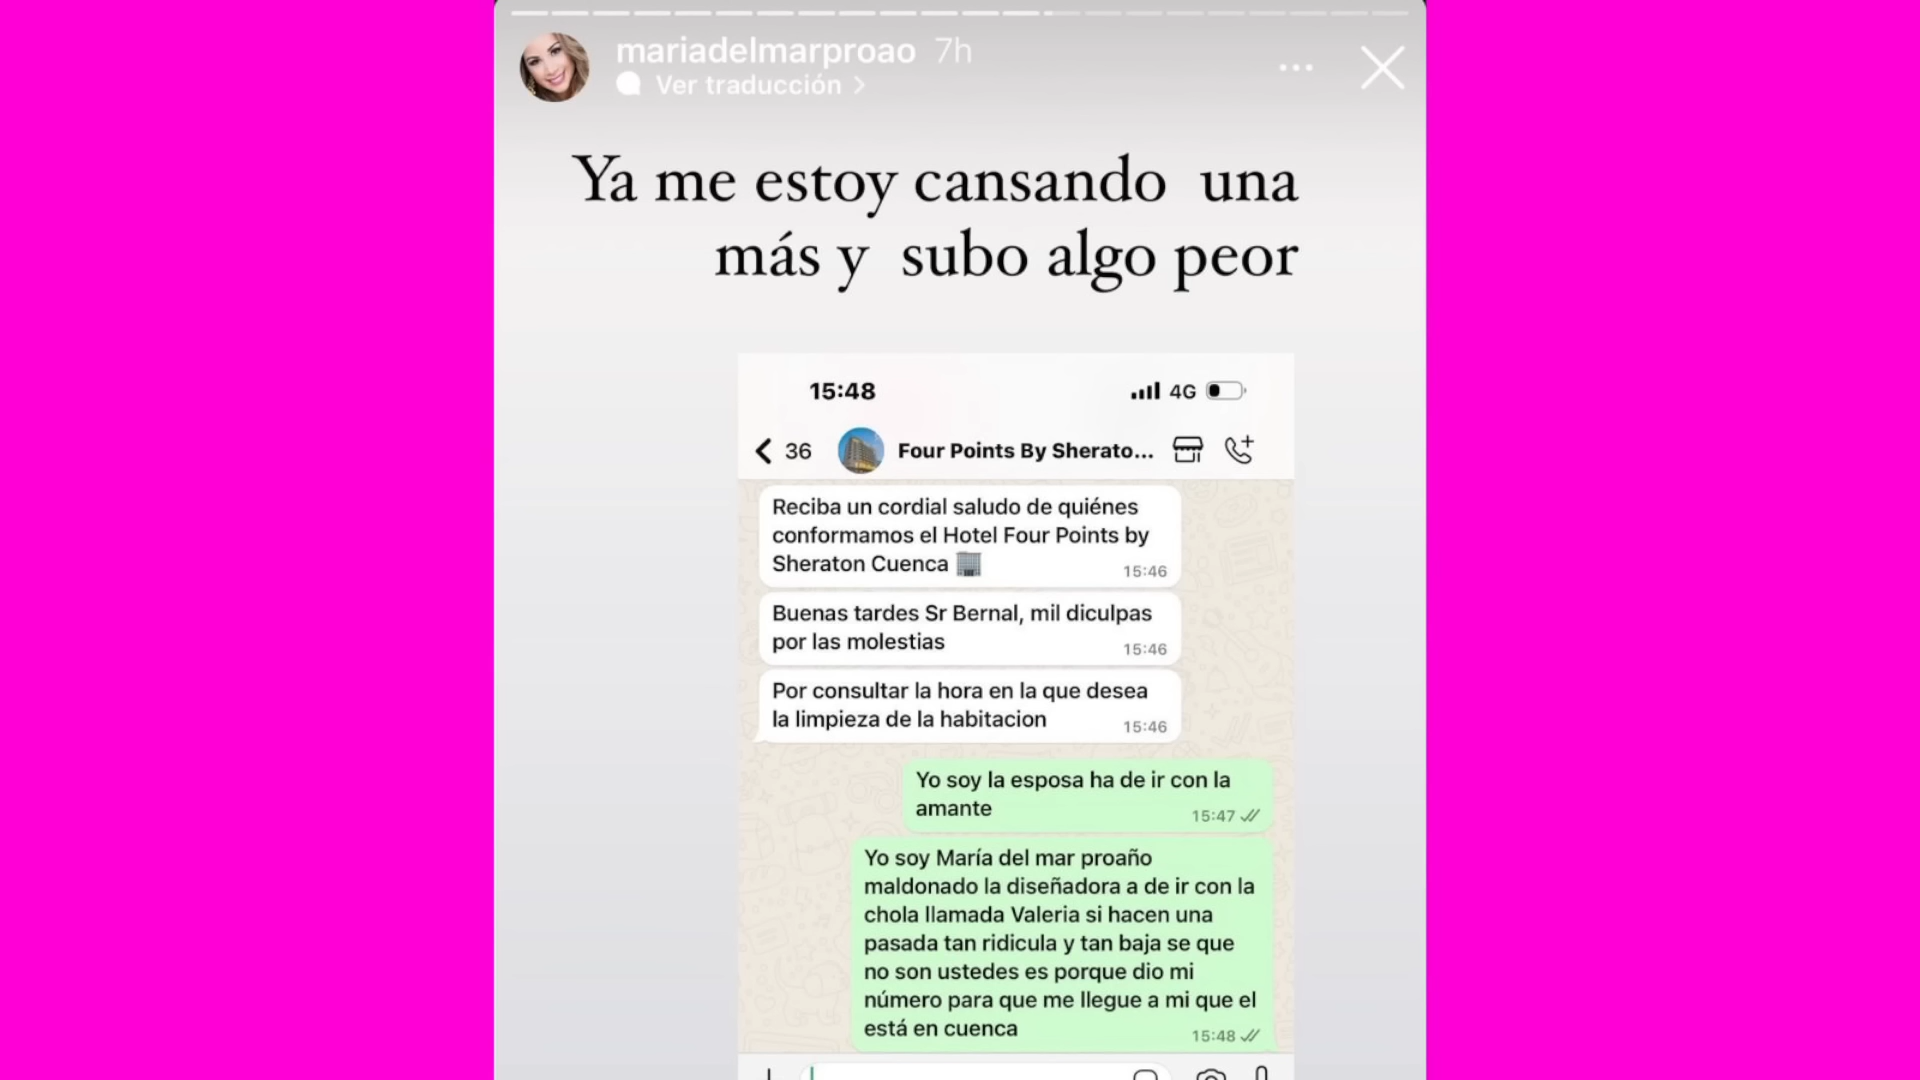 mariadelmarproao 7h
Ver traducción >
Ya me estoy cansando una
más y subo algo peor
15:48 4G
36 Four Points By Sherato...
Reciba un cordial saludo de quiénes
conformamos el Hotel Four Points by
Sheraton Cuenca 🏢
15:46
Buenas tardes Sr Bernal, mil diculpas
por las molestias
15:46
Por consultar la hora en la que desea
la limpieza de la habitacion
15:46
Yo soy la esposa ha de ir con la
amante
15:47
Yo soy María del mar proaño
maldonado la diseñadora a de ir con la
chola llamada Valeria si hacen una
pasada tan ridicula y tan baja se que
no son ustedes es porque dio mi
número para que me llegue a mi que el
está en cuenca
15:48